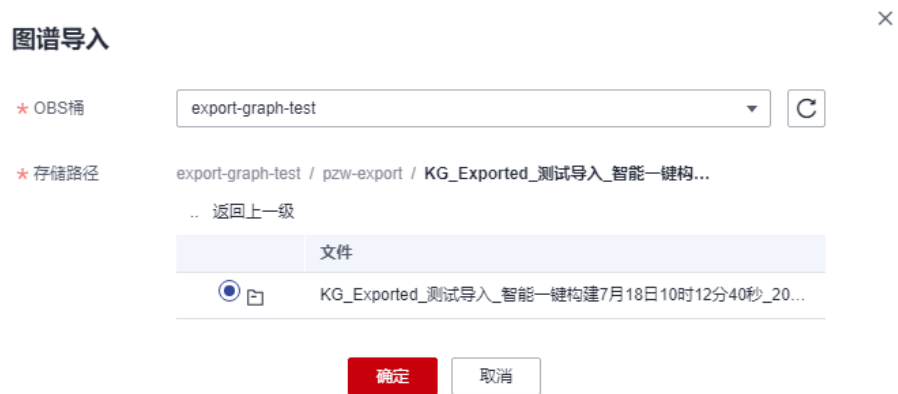 图谱导入
* OBS桶 export-graph-test
* 存储路径 export-graph-test / pzw-export / KG_Exported_测试导入_智能一键构...
.. 返回上一级
文件
KG_Exported_测试导入_智能一键构建7月18日10时12分40秒_20...
确定 取消